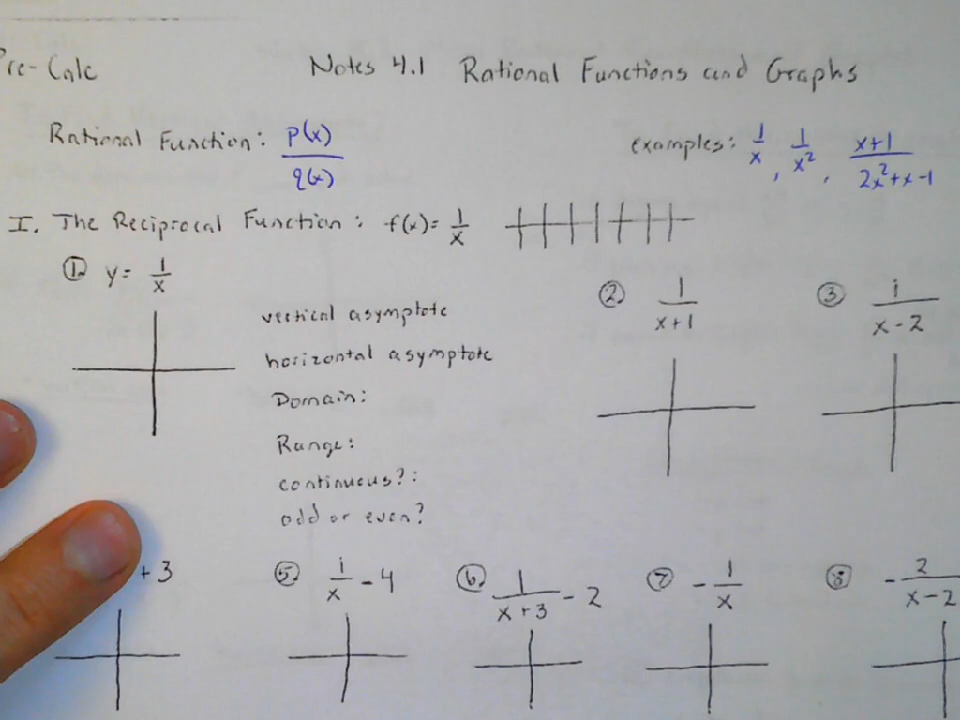 Pre-Calc Notes 4.1 Rational Functions and Graphs
Rational Function: p(x)/q(x) examples: 1/x, 1/x², (x+1)/(2x²+x-1)
I. The Reciprocal Function: f(x)= 1/x
① y= 1/x
vertical asymptote
horizontal asymptote
Domain:
Range:
continuous?:
odd or even?
② 1/(x+1)
③ 1/(x-2)
+3
⑤ 1/x - 4
⑥ 1/(x+3) - 2
⑦ - 1/x
⑧ - 2/(x-2)